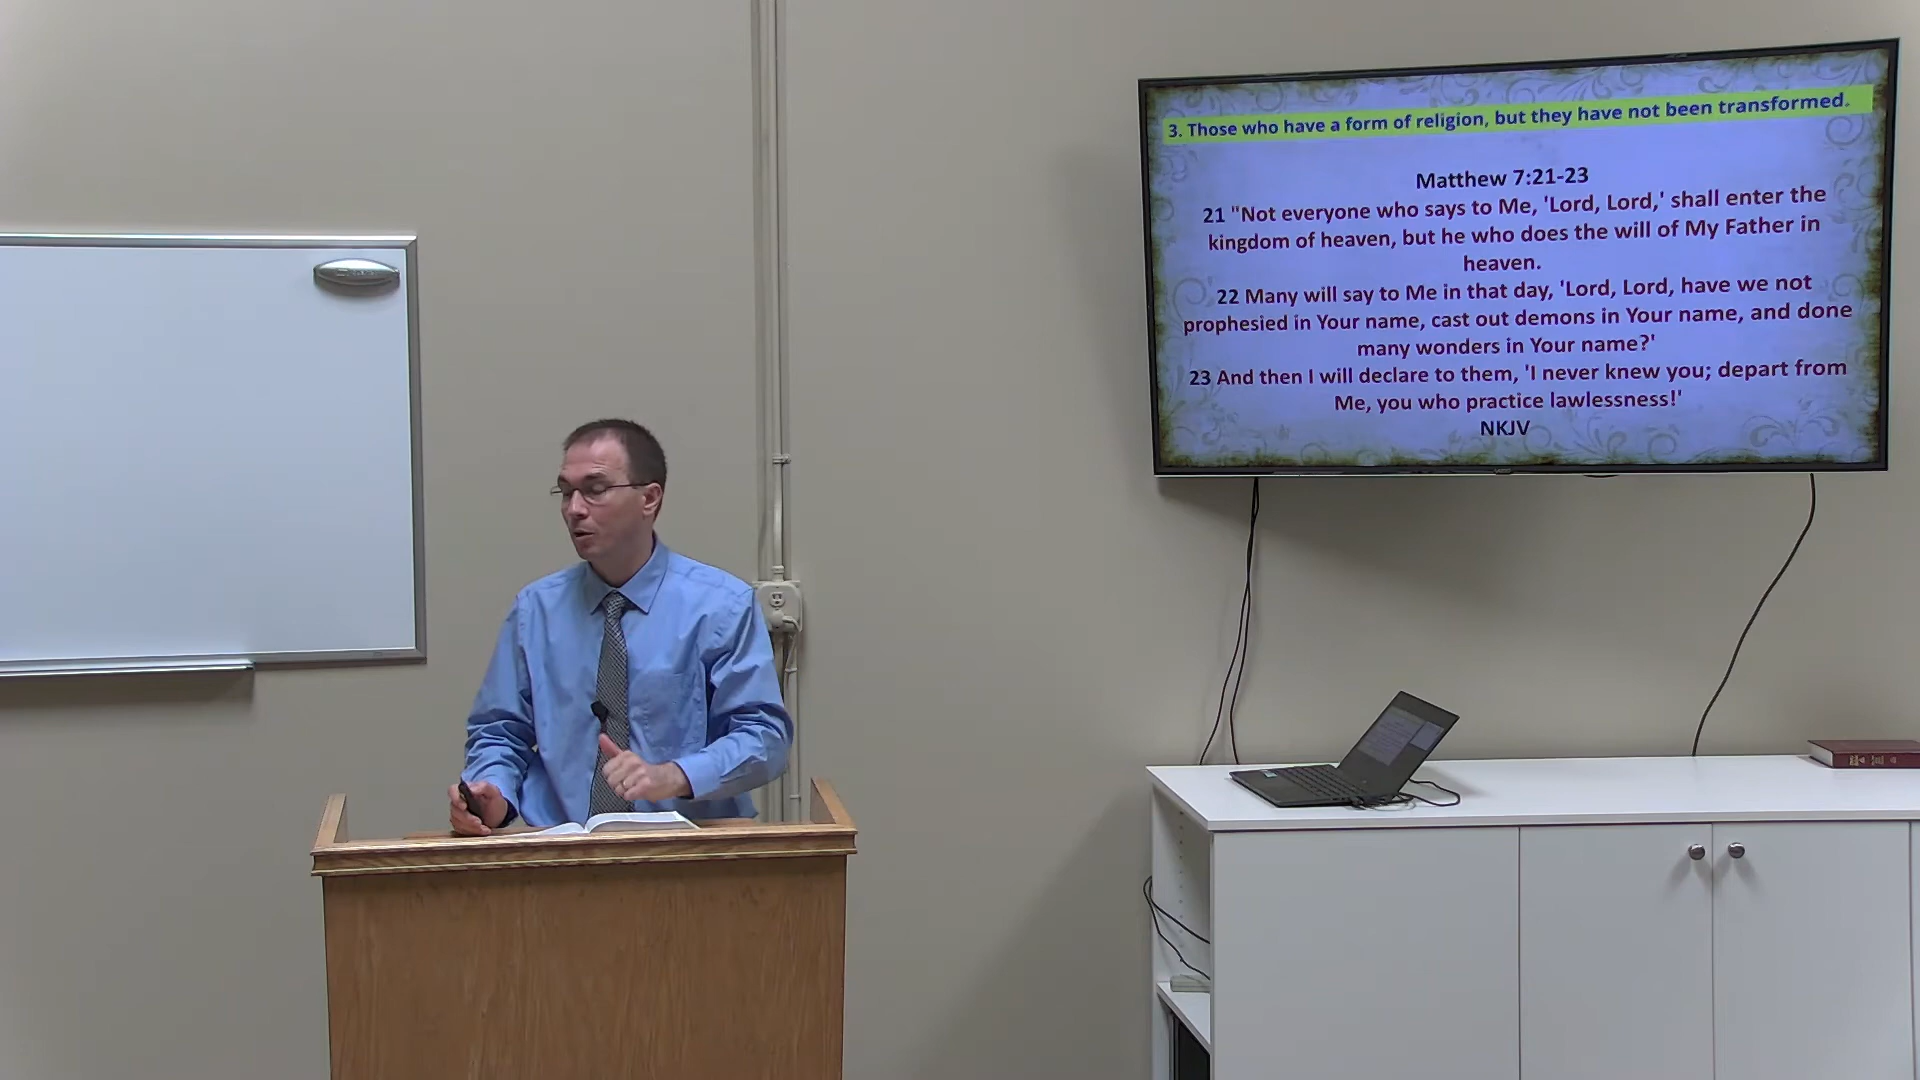 3. Those who have a form of religion, but they have not been transformed.
Matthew 7:21-23
21 "Not everyone who says to Me, 'Lord, Lord,' shall enter the
kingdom of heaven, but he who does the will of My Father in
heaven.
22 Many will say to Me in that day, 'Lord, Lord, have we not
prophesied in Your name, cast out demons in Your name, and done
many wonders in Your name?'
23 And then I will declare to them, 'I never knew you; depart from
Me, you who practice lawlessness!'
NKJV